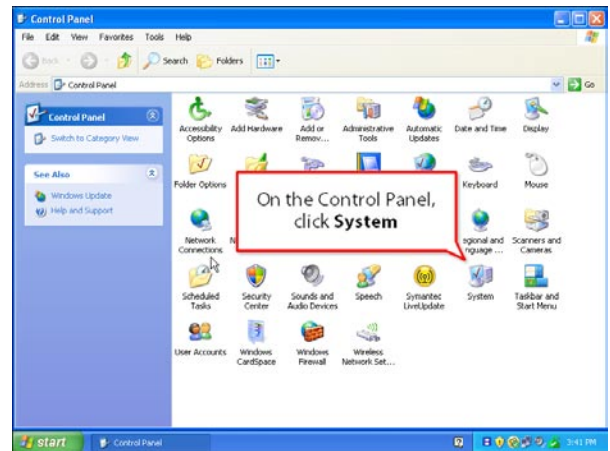 Control Panel
File Edit View Favorites Tools Help
Back Search Folders
Address Control Panel Go
Control Panel
Switch to Category View
See Also
Windows Update
Help and Support
Accessibility Options
Add Hardware
Add or Remov...
Administrative Tools
Automatic Updates
Date and Time
Display
Folder Options
Keyboard
Mouse
On the Control Panel,
click System
Network Connections
Scanners and Cameras
Scheduled Tasks
Security Center
Sounds and Audio Devices
Speech
Symantec LiveUpdate
System
Taskbar and Start Menu
User Accounts
Windows CardSpace
Windows Firewall
Wireless Network Set...
start Control Panel 3:41 PM